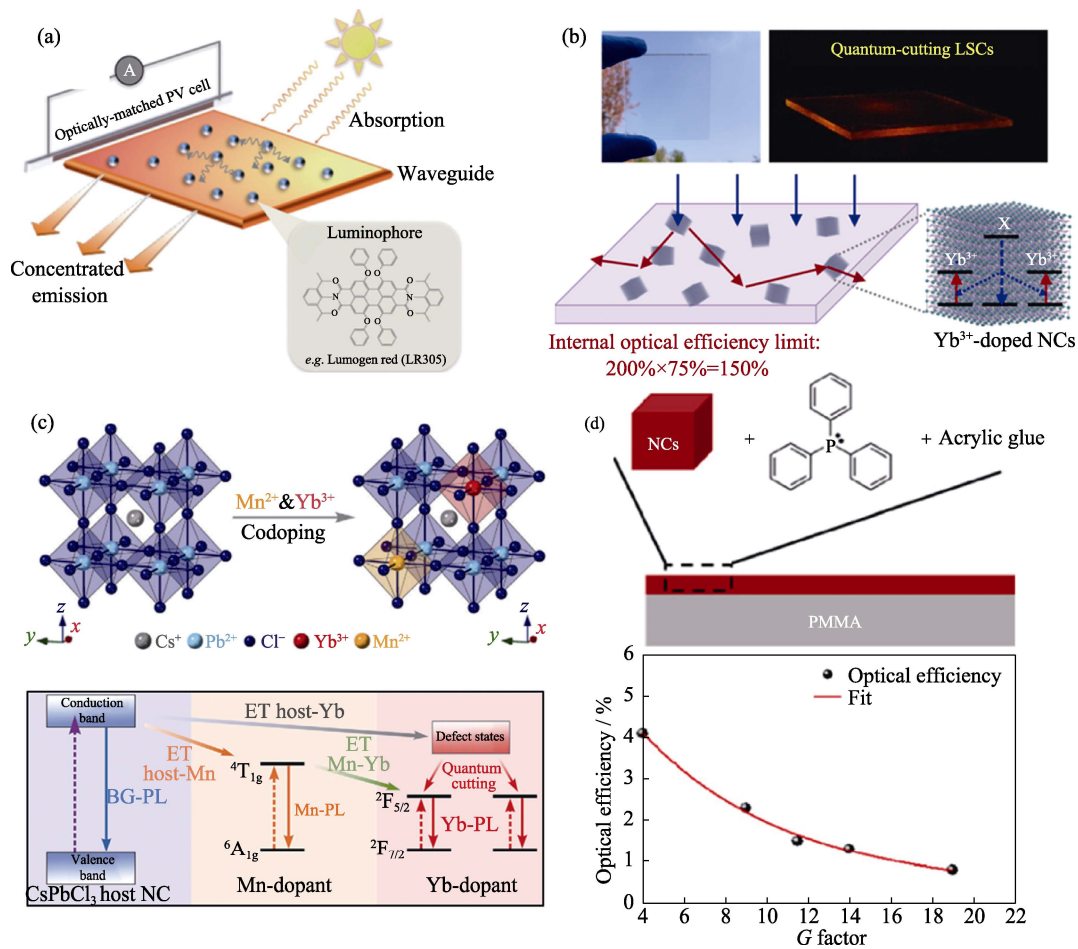 (a)
A
Optically-matched PV cell
Absorption
Waveguide
Concentrated
emission
Luminophore
O O
O O
N
N
O
O
O
O
O O
O O
e.g. Lumogen red (LR305)
(b)
Quantum-cutting LSCs
X
Yb³⁺
Yb³⁺
Yb³⁺-doped NCs
Internal optical efficiency limit:
200%×75%=150%
(c)
Mn²⁺&Yb³⁺
Codoping
z
y
x
z
y
x
Cs⁺ Pb²⁺ Cl⁻ Yb³⁺ Mn²⁺
Conduction
band
ET host-Yb
Defect states
ET
host-Mn
ET
Mn-Yb
Quantum
cutting
⁴T₁g
BG-PL
Mn-PL
²F₅/₂
Yb-PL
⁶A₁g
²F₇/₂
Valence
band
CsPbCl₃ host NC
Mn-dopant
Yb-dopant
(d)
NCs
+
P
+ Acrylic glue
PMMA
Optical efficiency / %
6
5
4
3
2
1
0
Optical efficiency
Fit
4 6 8 10 12 14 16 18 20 22
G factor